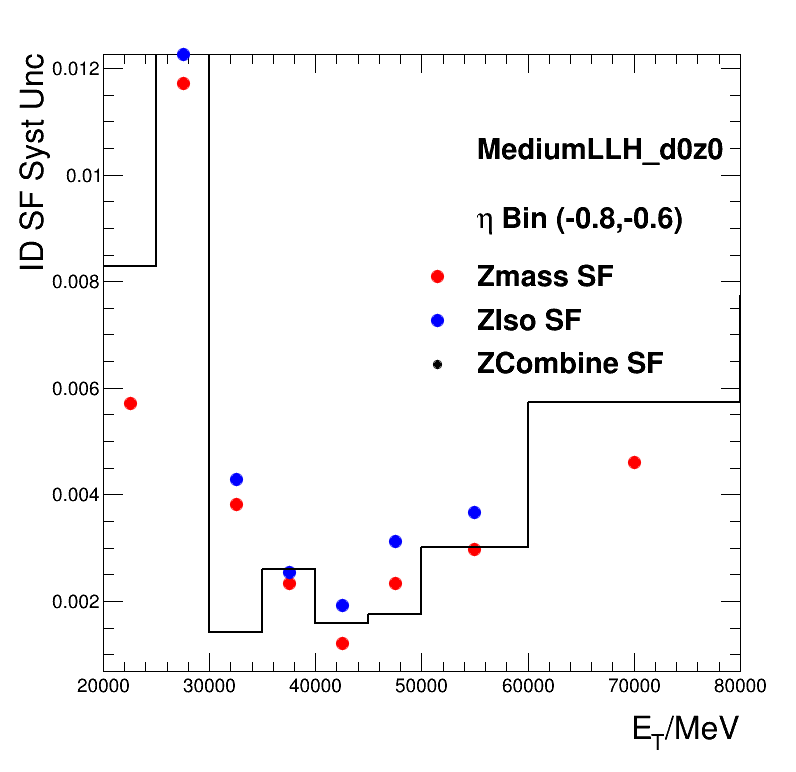 ID SF Syst Unc
0.012
0.01
0.008
0.006
0.004
0.002
MediumLLH_d0z0
η Bin (-0.8,-0.6)
Zmass SF
ZIso SF
ZCombine SF
20000 30000 40000 50000 60000 70000 80000
E_T/MeV